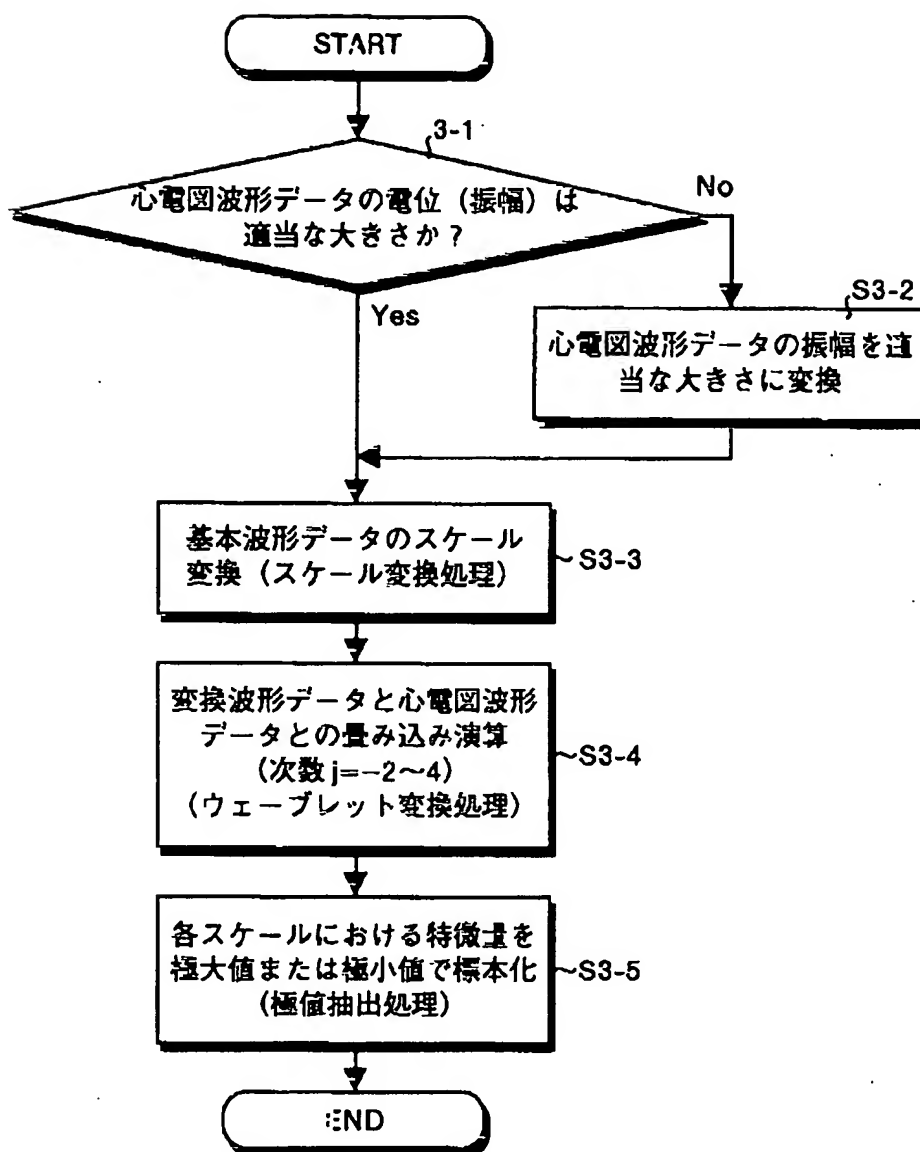 START
3-1
心電図波形データの電位（振幅）は
適当な大きさか？
No
Yes
S3-2
心電図波形データの振幅を適
当な大きさに変換
基本波形データのスケール
変換（スケール変換処理）
S3-3
変換波形データと心電図波形
データとの畳み込み演算
（次数 j=−2〜4）
（ウェーブレット変換処理）
S3-4
各スケールにおける特徴量を
極大値または極小値で標本化
（極値抽出処理）
S3-5
END